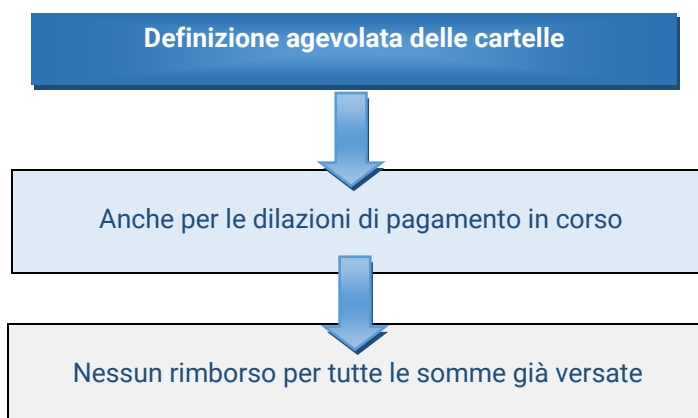 Definizione agevolata delle cartelle
Anche per le dilazioni di pagamento in corso
Nessun rimborso per tutte le somme già versate